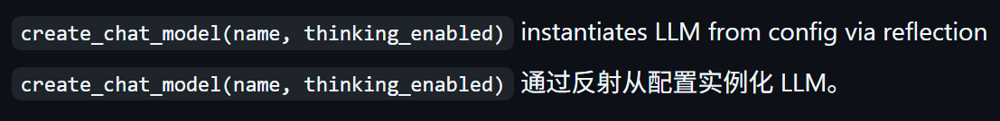 create_chat_model(name, thinking_enabled) instantiates LLM from config via reflection
create_chat_model(name, thinking_enabled) 通过反射从配置实例化 LLM。